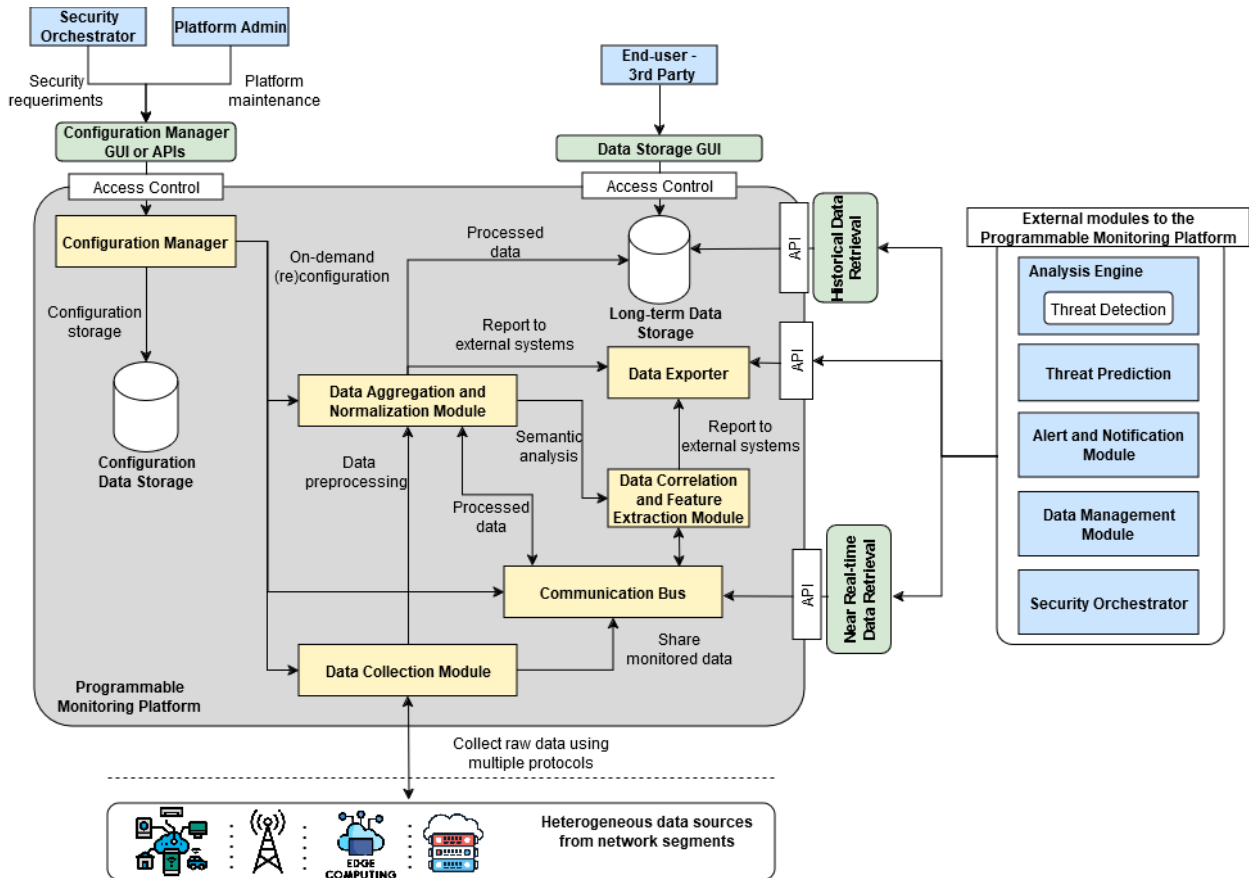 Security
Orchestrator
Platform Admin
End-user -
3rd Party
Security
requeriments
Platform
maintenance
Configuration Manager
GUI or APIs
Data Storage GUI
Access Control
Access Control
Configuration Manager
On-demand
(re)configuration
Processed
data
API
Historical Data
Retrieval
External modules to the
Programmable Monitoring Platform
Analysis Engine
Threat Detection
Configuration
storage
Long-term Data
Storage
Report to
external systems
API
Data Exporter
Threat Prediction
Data Aggregation and
Normalization Module
Configuration
Data Storage
Data
preprocessing
Semantic
analysis
Report to
external systems
Alert and Notification
Module
Processed
data
Data Correlation
and Feature
Extraction Module
Data Management
Module
Communication Bus
API
Near Real-time
Data Retrieval
Security Orchestrator
Share
monitored data
Data Collection Module
Programmable
Monitoring Platform
Collect raw data using
multiple protocols
Heterogeneous data sources
from network segments
EDGE
COMPUTING